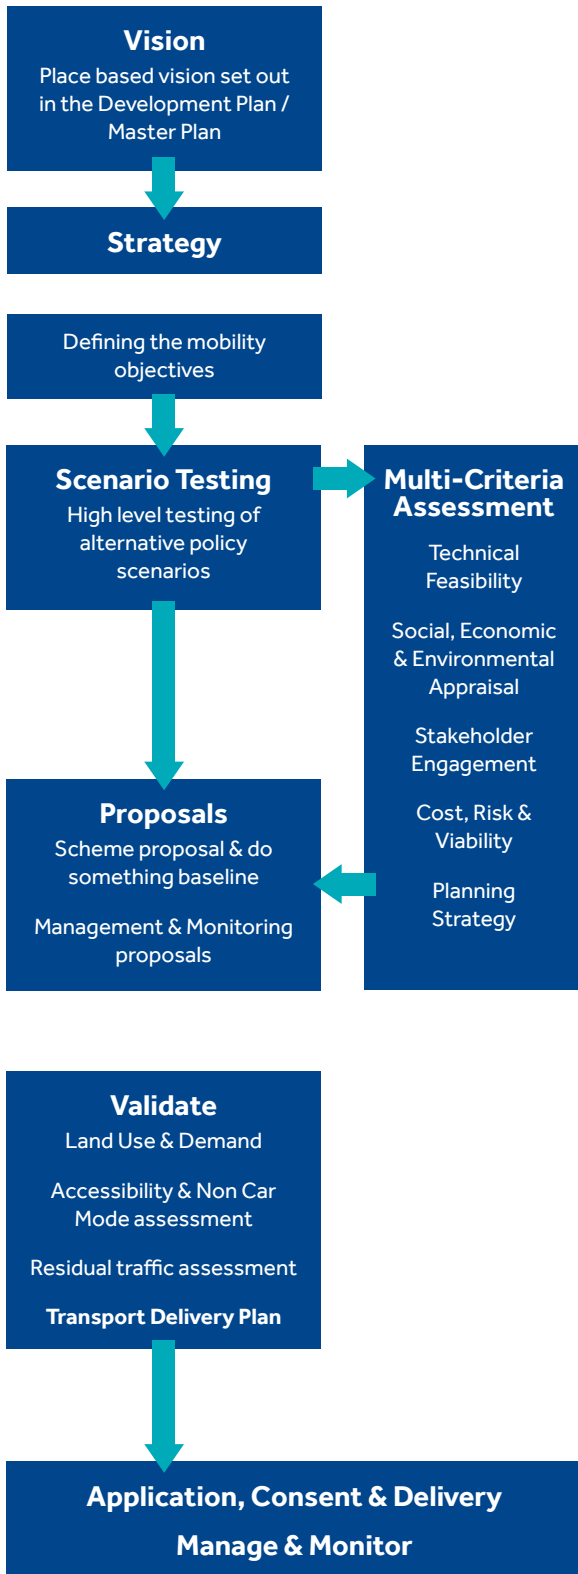 Vision
Place based vision set out
in the Development Plan /
Master Plan
Strategy
Defining the mobility
objectives
Scenario Testing
High level testing of
alternative policy
scenarios
Multi-Criteria
Assessment
Technical
Feasibility
Social, Economic
& Environmental
Appraisal
Stakeholder
Engagement
Cost, Risk &
Viability
Planning
Strategy
Proposals
Scheme proposal & do
something baseline
Management & Monitoring
proposals
Validate
Land Use & Demand
Accessibility & Non Car
Mode assessment
Residual traffic assessment
Transport Delivery Plan
Application, Consent & Delivery
Manage & Monitor